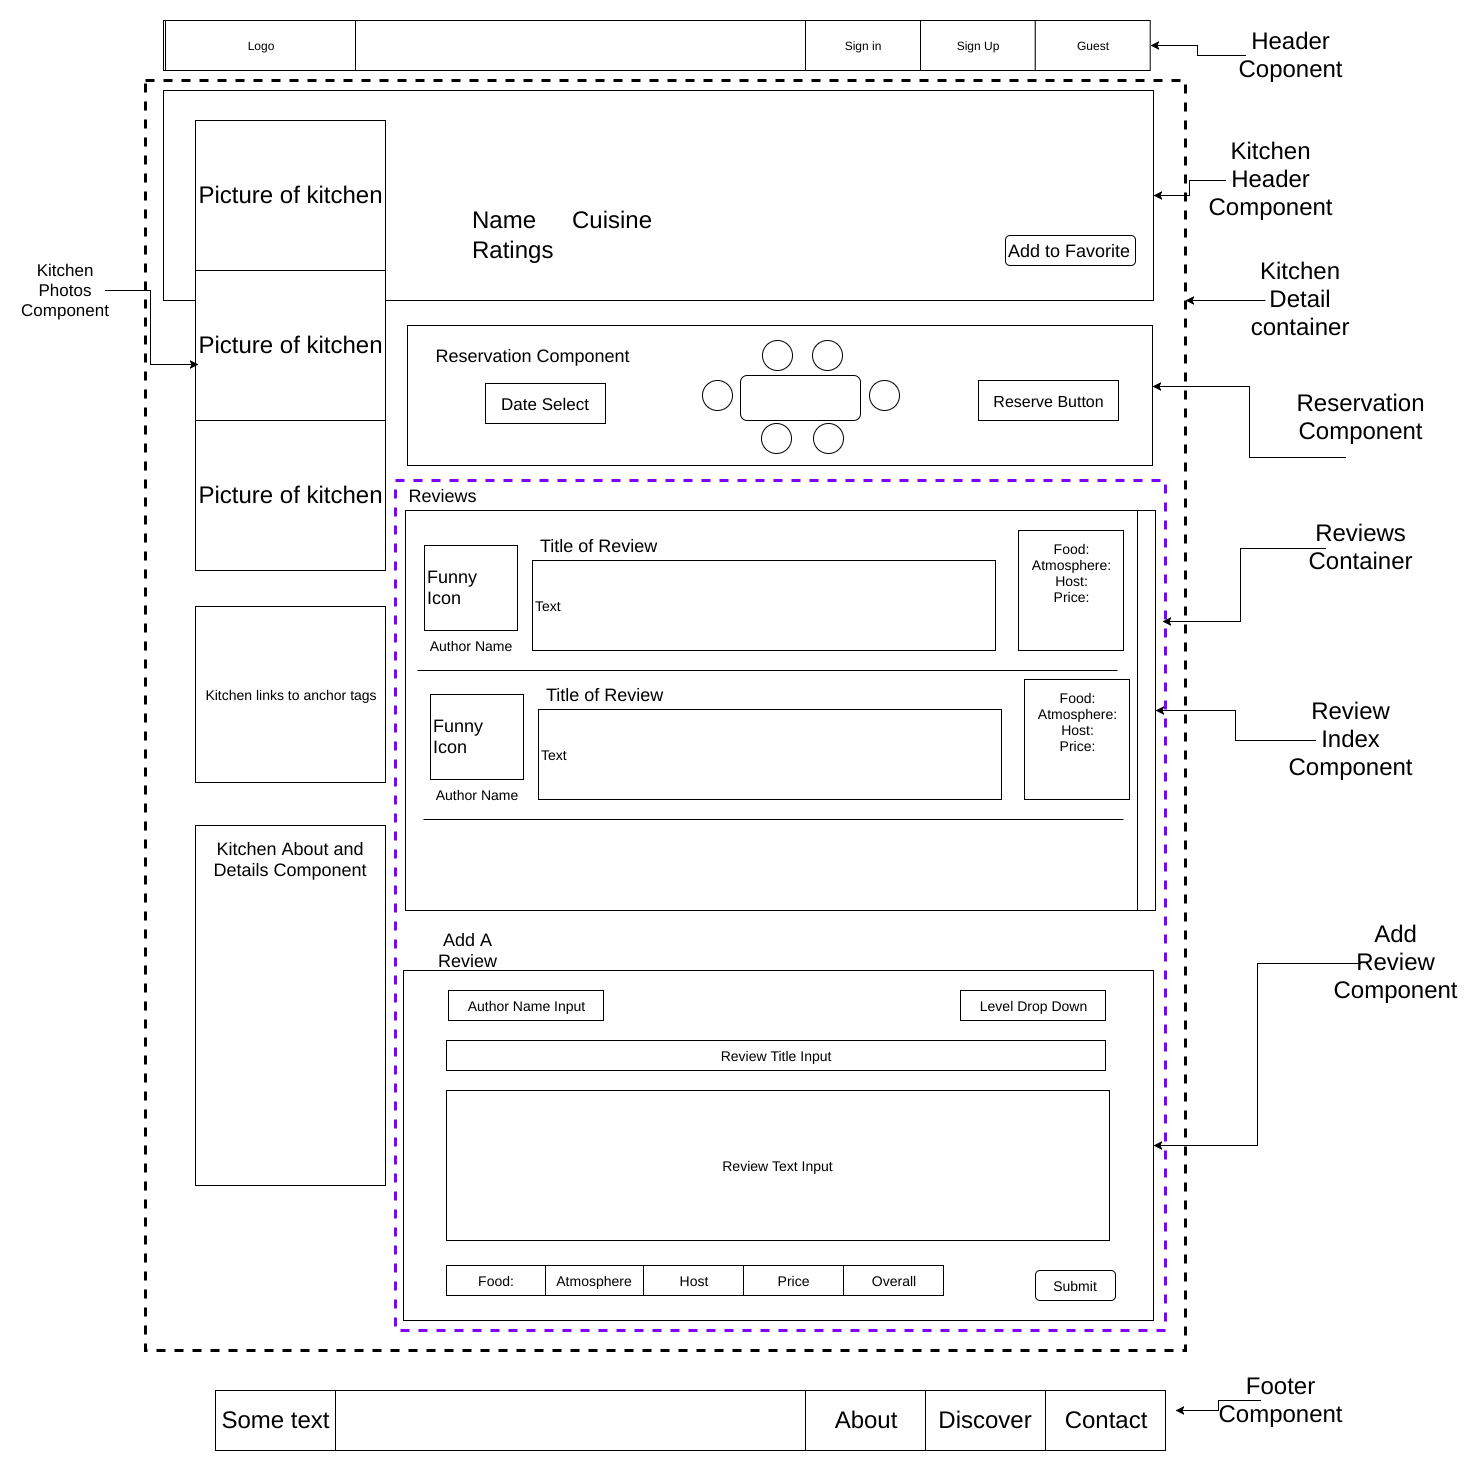 Logo
Sign in
Sign Up
Guest
Header
Coponent
Kitchen
Header
Component
Picture of kitchen
Name Cuisine
Ratings
Add to Favorite
Kitchen
Photos
Component
Kitchen
Detail
container
Picture of kitchen
Reservation Component
Date Select
Reserve Button
Reservation
Component
Picture of kitchen
Reviews
Title of Review
Funny
Icon
Text
Author Name
Food:
Atmosphere:
Host:
Price:
Reviews
Container
Kitchen links to anchor tags
Title of Review
Funny
Icon
Text
Author Name
Food:
Atmosphere:
Host:
Price:
Review
Index
Component
Kitchen About and
Details Component
Add A
Review
Author Name Input
Level Drop Down
Review Title Input
Review Text Input
Food:
Atmosphere
Host
Price
Overall
Submit
Add
Review
Component
Some text
About
Discover
Contact
Footer
Component